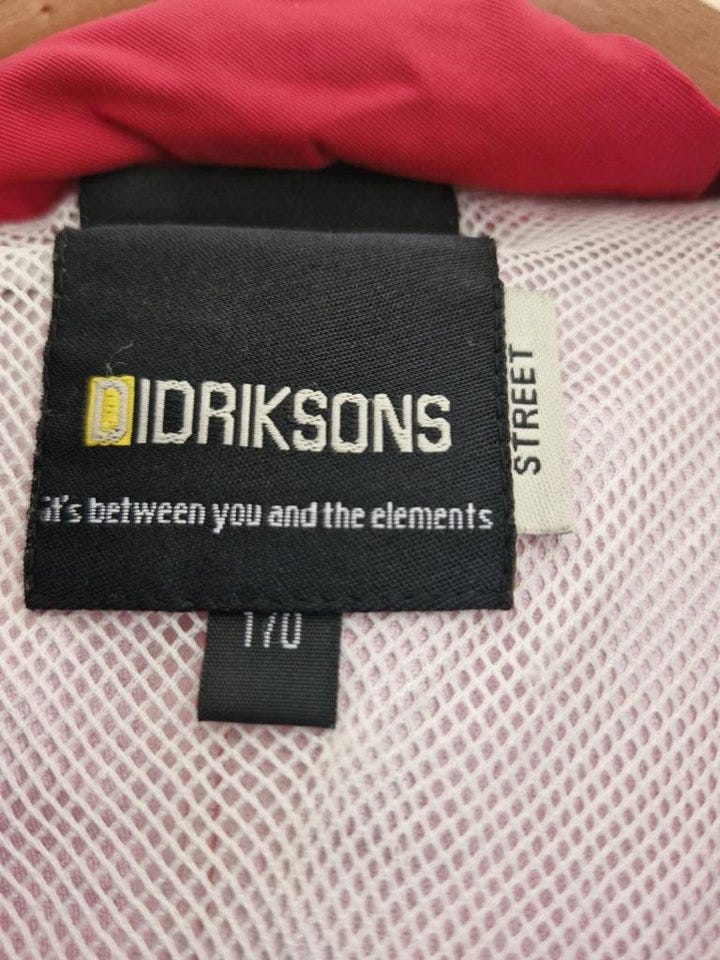 DIDRIKSONS
it's between you and the elements
STREET
170